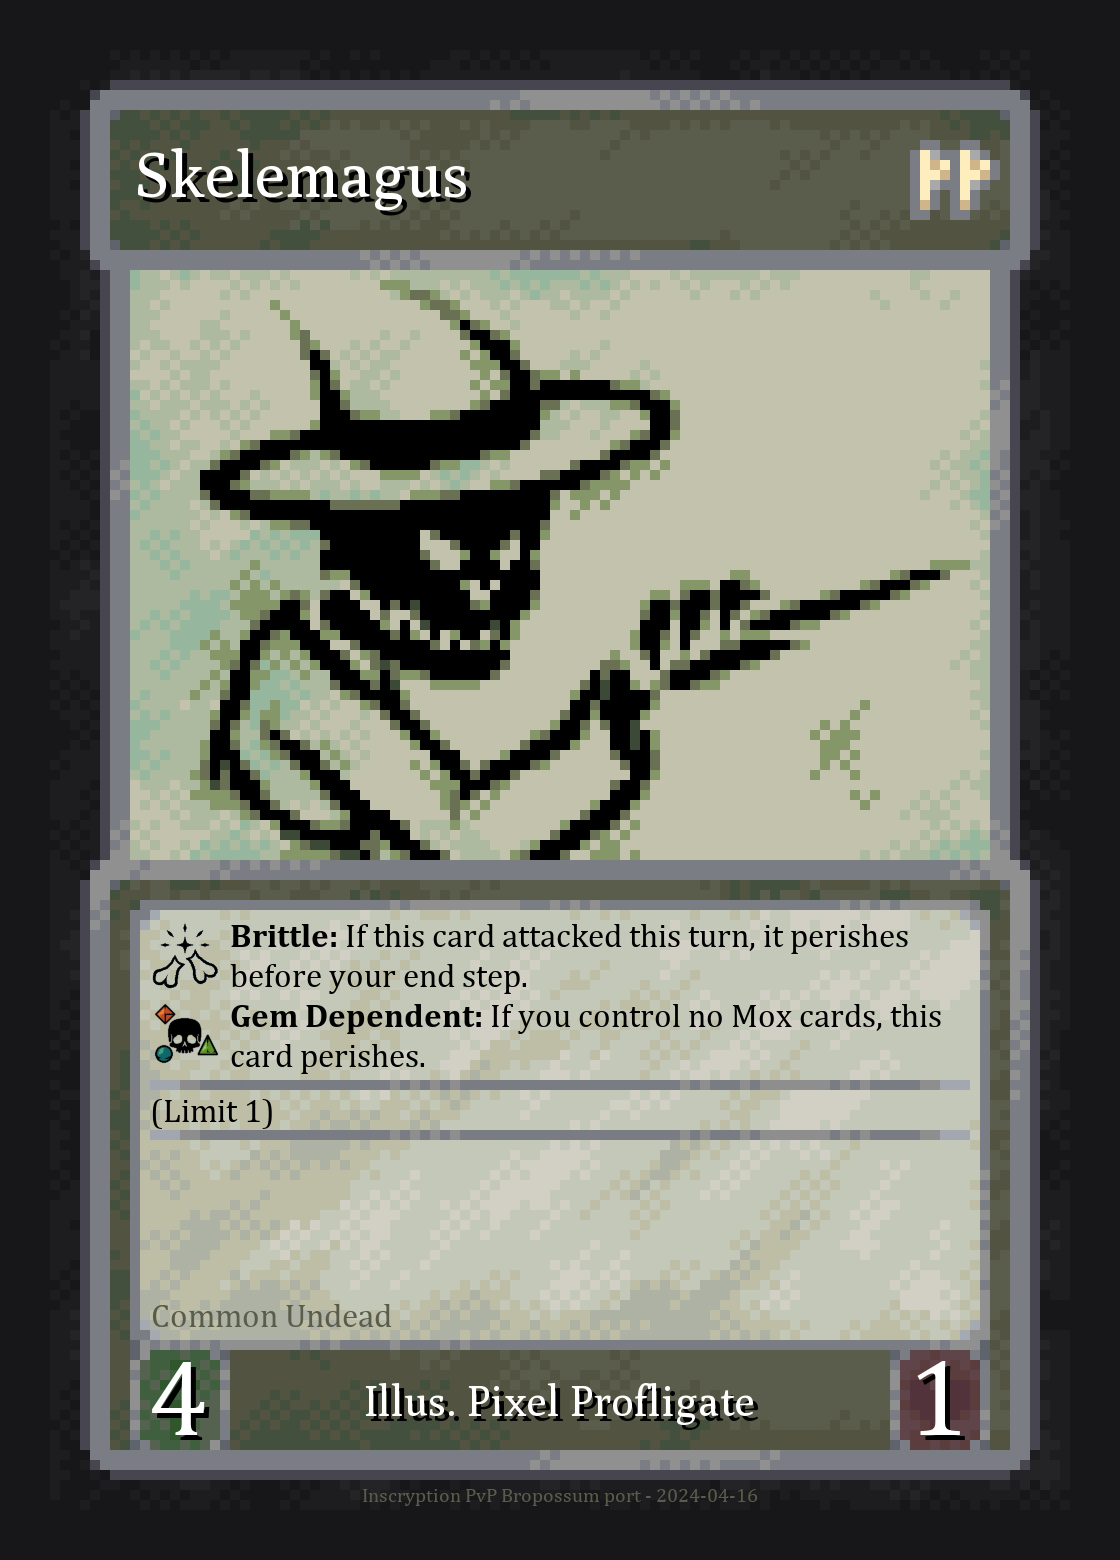 Skelemagus
Brittle: If this card attacked this turn, it perishes
before your end step.
Gem Dependent: If you control no Mox cards, this
card perishes.
(Limit 1)
Common Undead
4
Illus. Pixel Profligate
1
Inscryption PvP Bropossum port - 2024-04-16